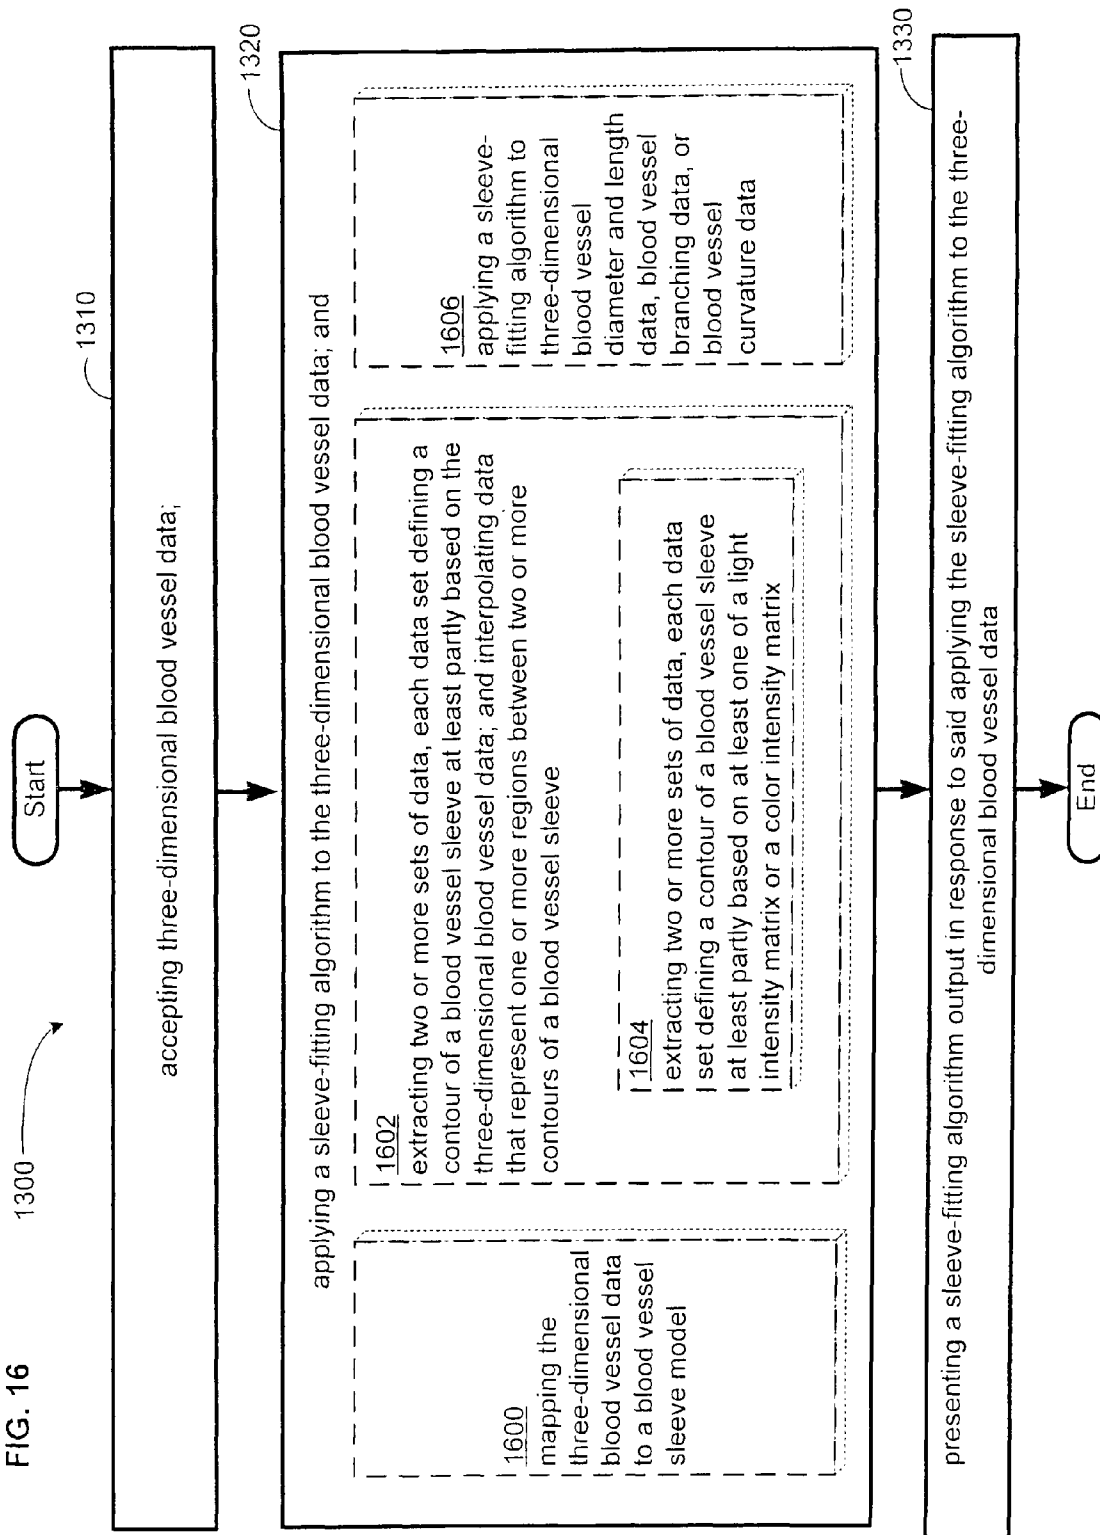 FIG. 16
1300
Start
1310
accepting three-dimensional blood vessel data;
1320
applying a sleeve-fitting algorithm to the three-dimensional blood vessel data; and
1600
mapping the
three-dimensional
blood vessel data
to a blood vessel
sleeve model
1602
extracting two or more sets of data, each data set defining a
contour of a blood vessel sleeve at least partly based on the
three-dimensional blood vessel data, and interpolating data
that represent one or more regions between two or more
contours of a blood vessel sleeve
1604
extracting two or more sets of data, each data
set defining a contour of a blood vessel sleeve
at least partly based on at least one of a light
intensity matrix or a color intensity matrix
1606
applying a sleeve-
fitting algorithm to
three-dimensional
blood vessel
diameter and length
data, blood vessel
branching data, or
blood vessel
curvature data
1330
presenting a sleeve-fitting algorithm output in response to said applying the sleeve-fitting algorithm to the three-
dimensional blood vessel data
End